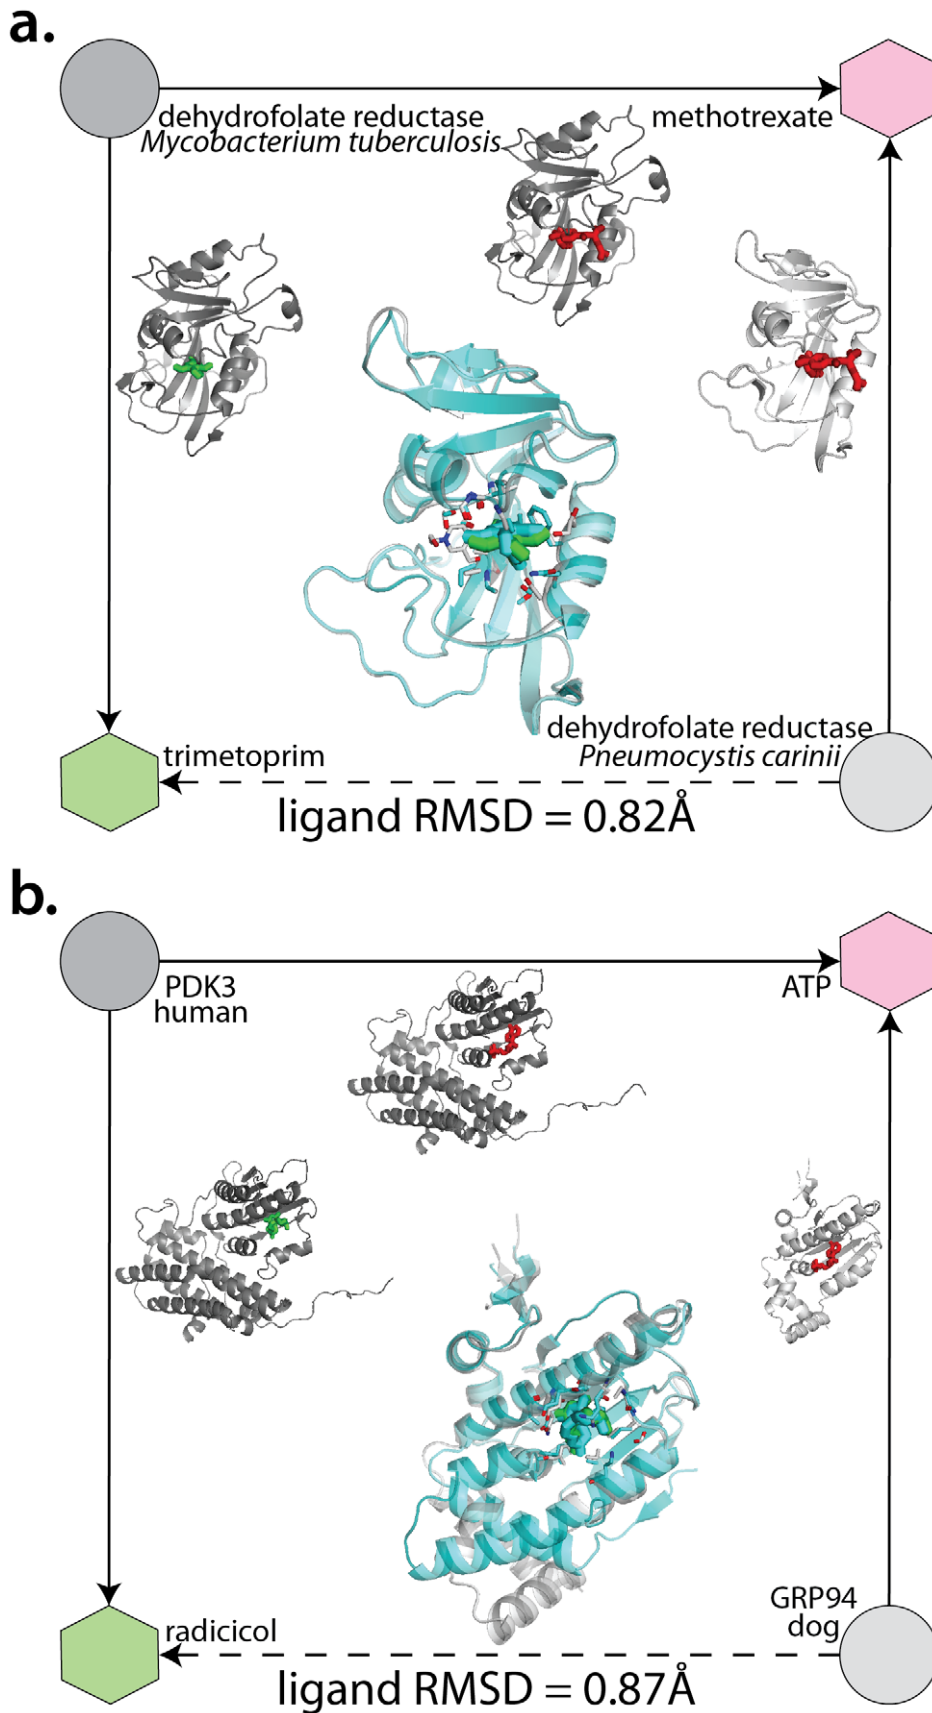 a.
dehydrofolate reductase
Mycobacterium tuberculosis
methotrexate
trimetoprim
dehydrofolate reductase
Pneumocystis carinii
ligand RMSD = 0.82Å
b.
PDK3
human
ATP
radicicol
GRP94
dog
ligand RMSD = 0.87Å